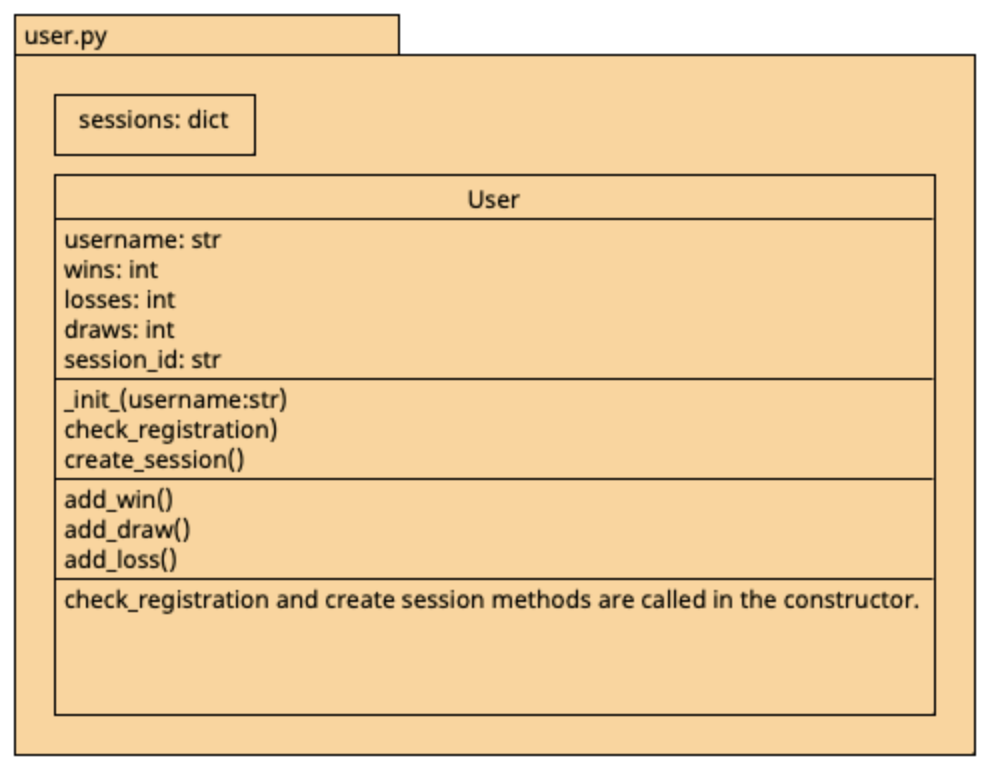 user.py
sessions: dict
User
username: str
wins: int
losses: int
draws: int
session_id: str
_init_(username:str)
check_registration)
create_session()
add_win()
add_draw()
add_loss()
check_registration and create session methods are called in the constructor.